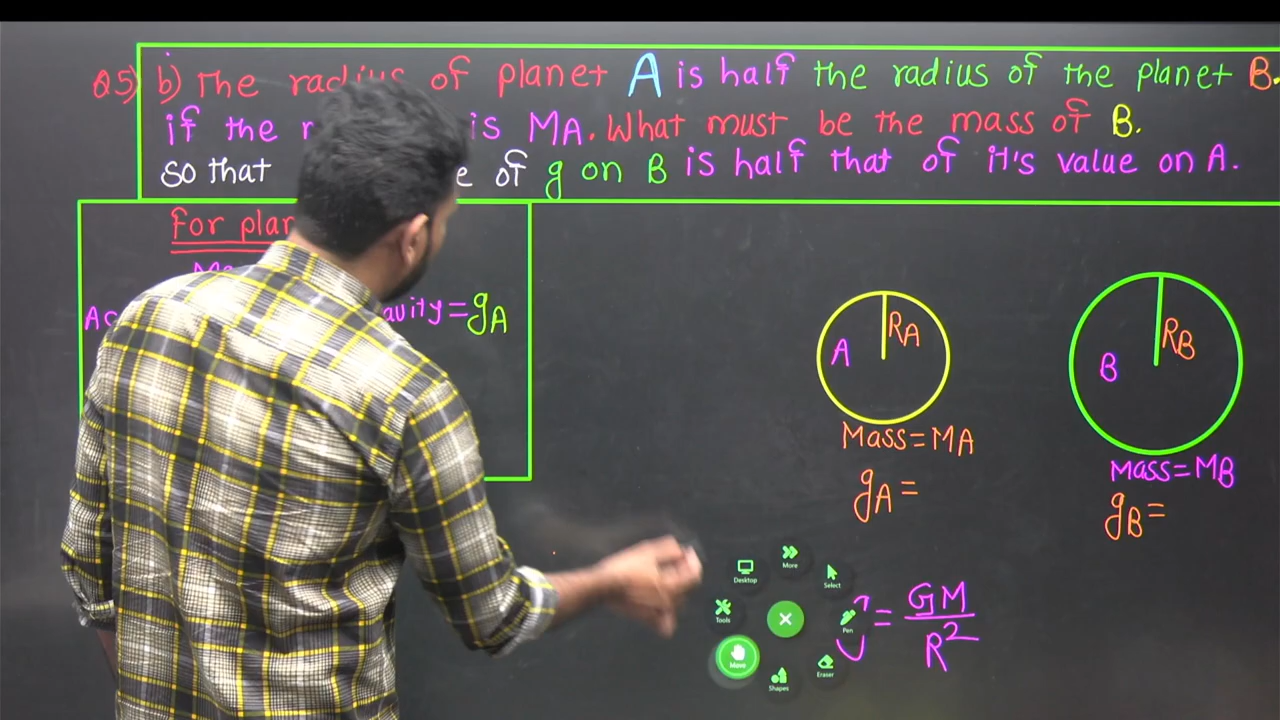 Q5) b) The radius of planet A is half the radius of the planet B.
if the is MA. What must be the mass of B.
so that of g on B is half that of it's value on A.
For
Ac avity = gA
RA
A
RB
B
Mass = MA
Mass = MB
gA =
gB =
More
Desktop
Select
Tools
Pen
Move
Eraser
Shapes
= GM
R²